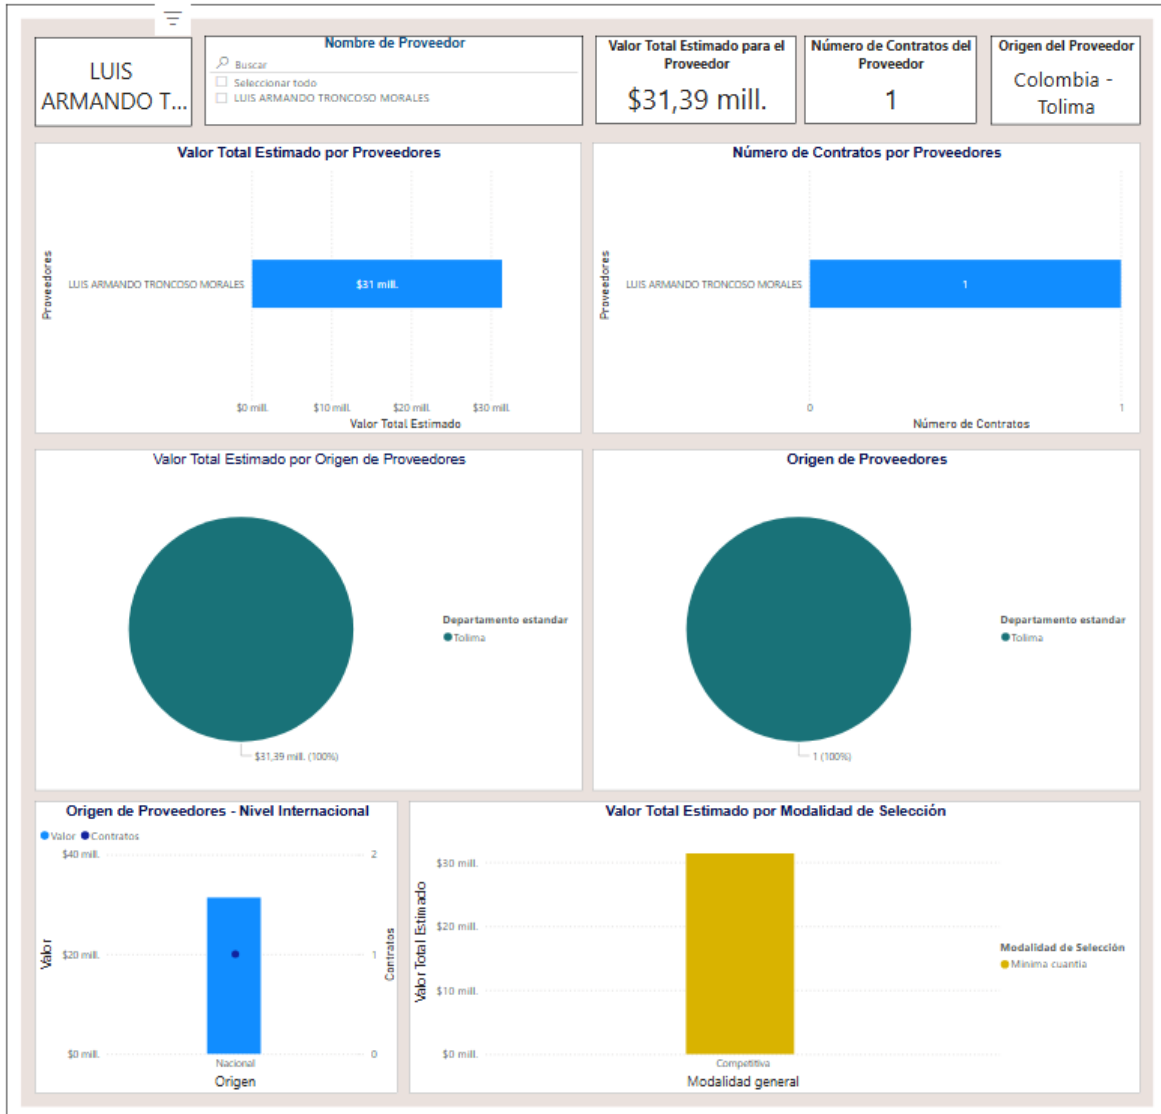 LUIS
ARMANDO T...
Nombre de Proveedor
Buscar
Seleccionar todo
LUIS ARMANDO TRONCOSO MORALES
Valor Total Estimado para el
Proveedor
$31,39 mill.
Número de Contratos del
Proveedor
1
Origen del Proveedor
Colombia -
Tolima
Valor Total Estimado por Proveedores
Proveedores
LUIS ARMANDO TRONCOSO MORALES
$31 mill.
$0 mill. $10 mill. $20 mill. $30 mill.
Valor Total Estimado
Número de Contratos por Proveedores
Proveedores
LUIS ARMANDO TRONCOSO MORALES
1
0 1
Número de Contratos
Valor Total Estimado por Origen de Proveedores
Departamento estandar
Tolima
$31,39 mill. (100%)
Origen de Proveedores
Departamento estandar
Tolima
1 (100%)
Origen de Proveedores - Nivel Internacional
Valor Contratos
$40 mill. 2
$20 mill. 1
$0 mill. 0
Valor
Contratos
Nacional
Origen
Valor Total Estimado por Modalidad de Selección
Valor Total Estimado
$30 mill.
$20 mill.
$10 mill.
$0 mill.
Competitiva
Modalidad general
Modalidad de Selección
Mínima cuantía